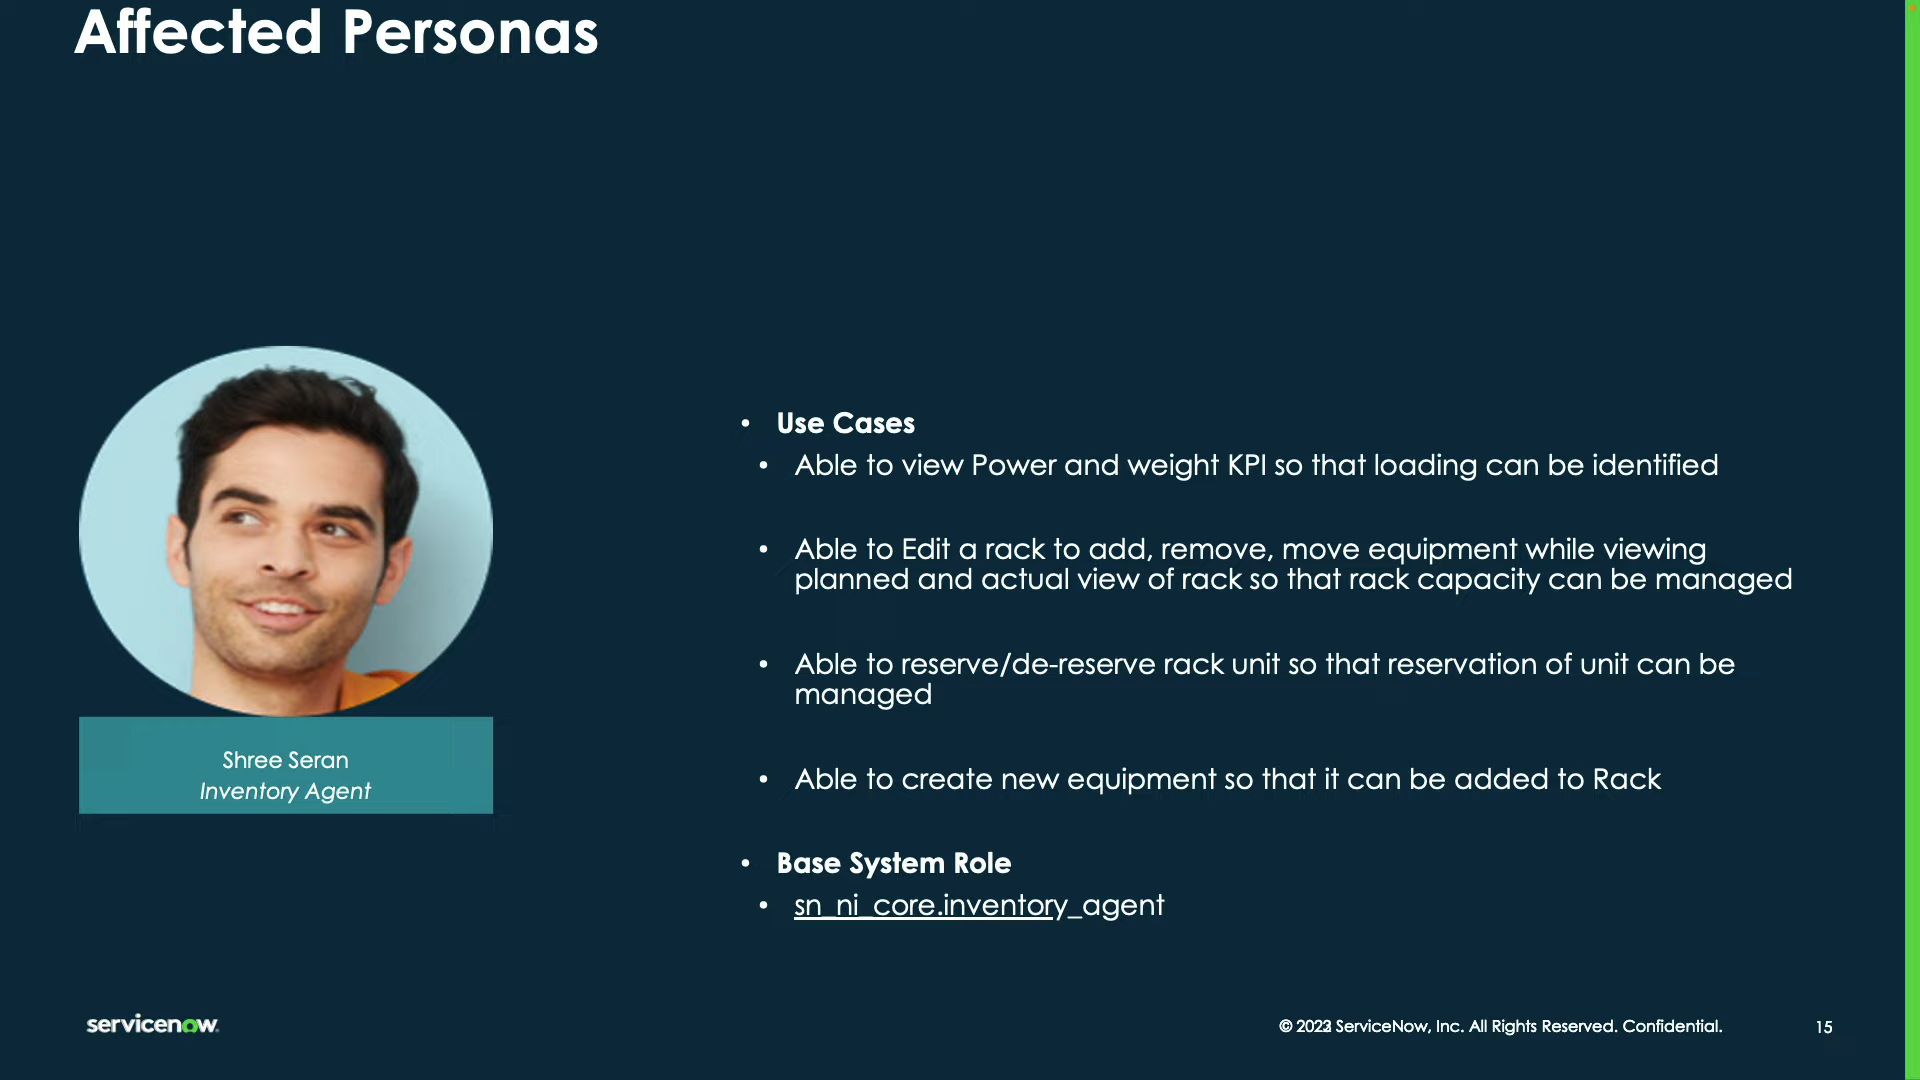 Affected Personas
• Use Cases
• Able to view Power and weight KPI so that loading can be identified
• Able to Edit a rack to add, remove, move equipment while viewing
planned and actual view of rack so that rack capacity can be managed
• Able to reserve/de-reserve rack unit so that reservation of unit can be
managed
Shree Seran
Inventory Agent
• Able to create new equipment so that it can be added to Rack
• Base System Role
• sn_ni_core.inventory_agent
servicenow.
© ServiceNow, Inc. All Rights Reserved. Confidential.
15